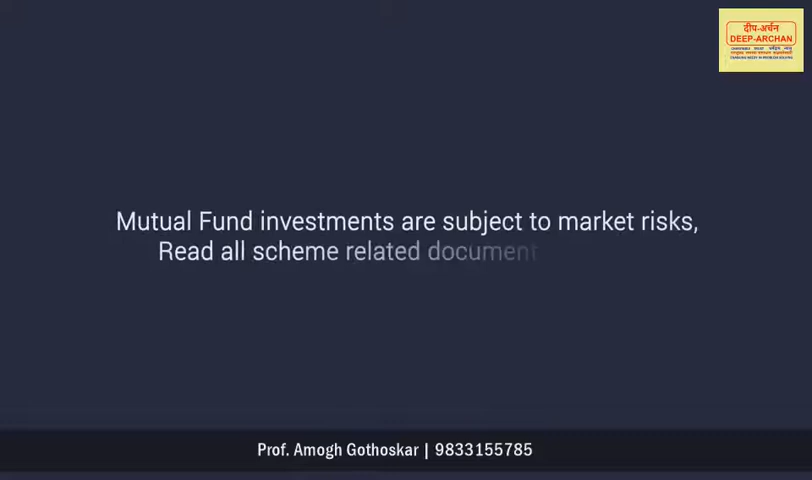 दीप-अर्चन
DEEP-ARCHAN
Mutual Fund investments are subject to market risks,
Read all scheme related document
Prof. Amogh Gothoskar | 9833155785